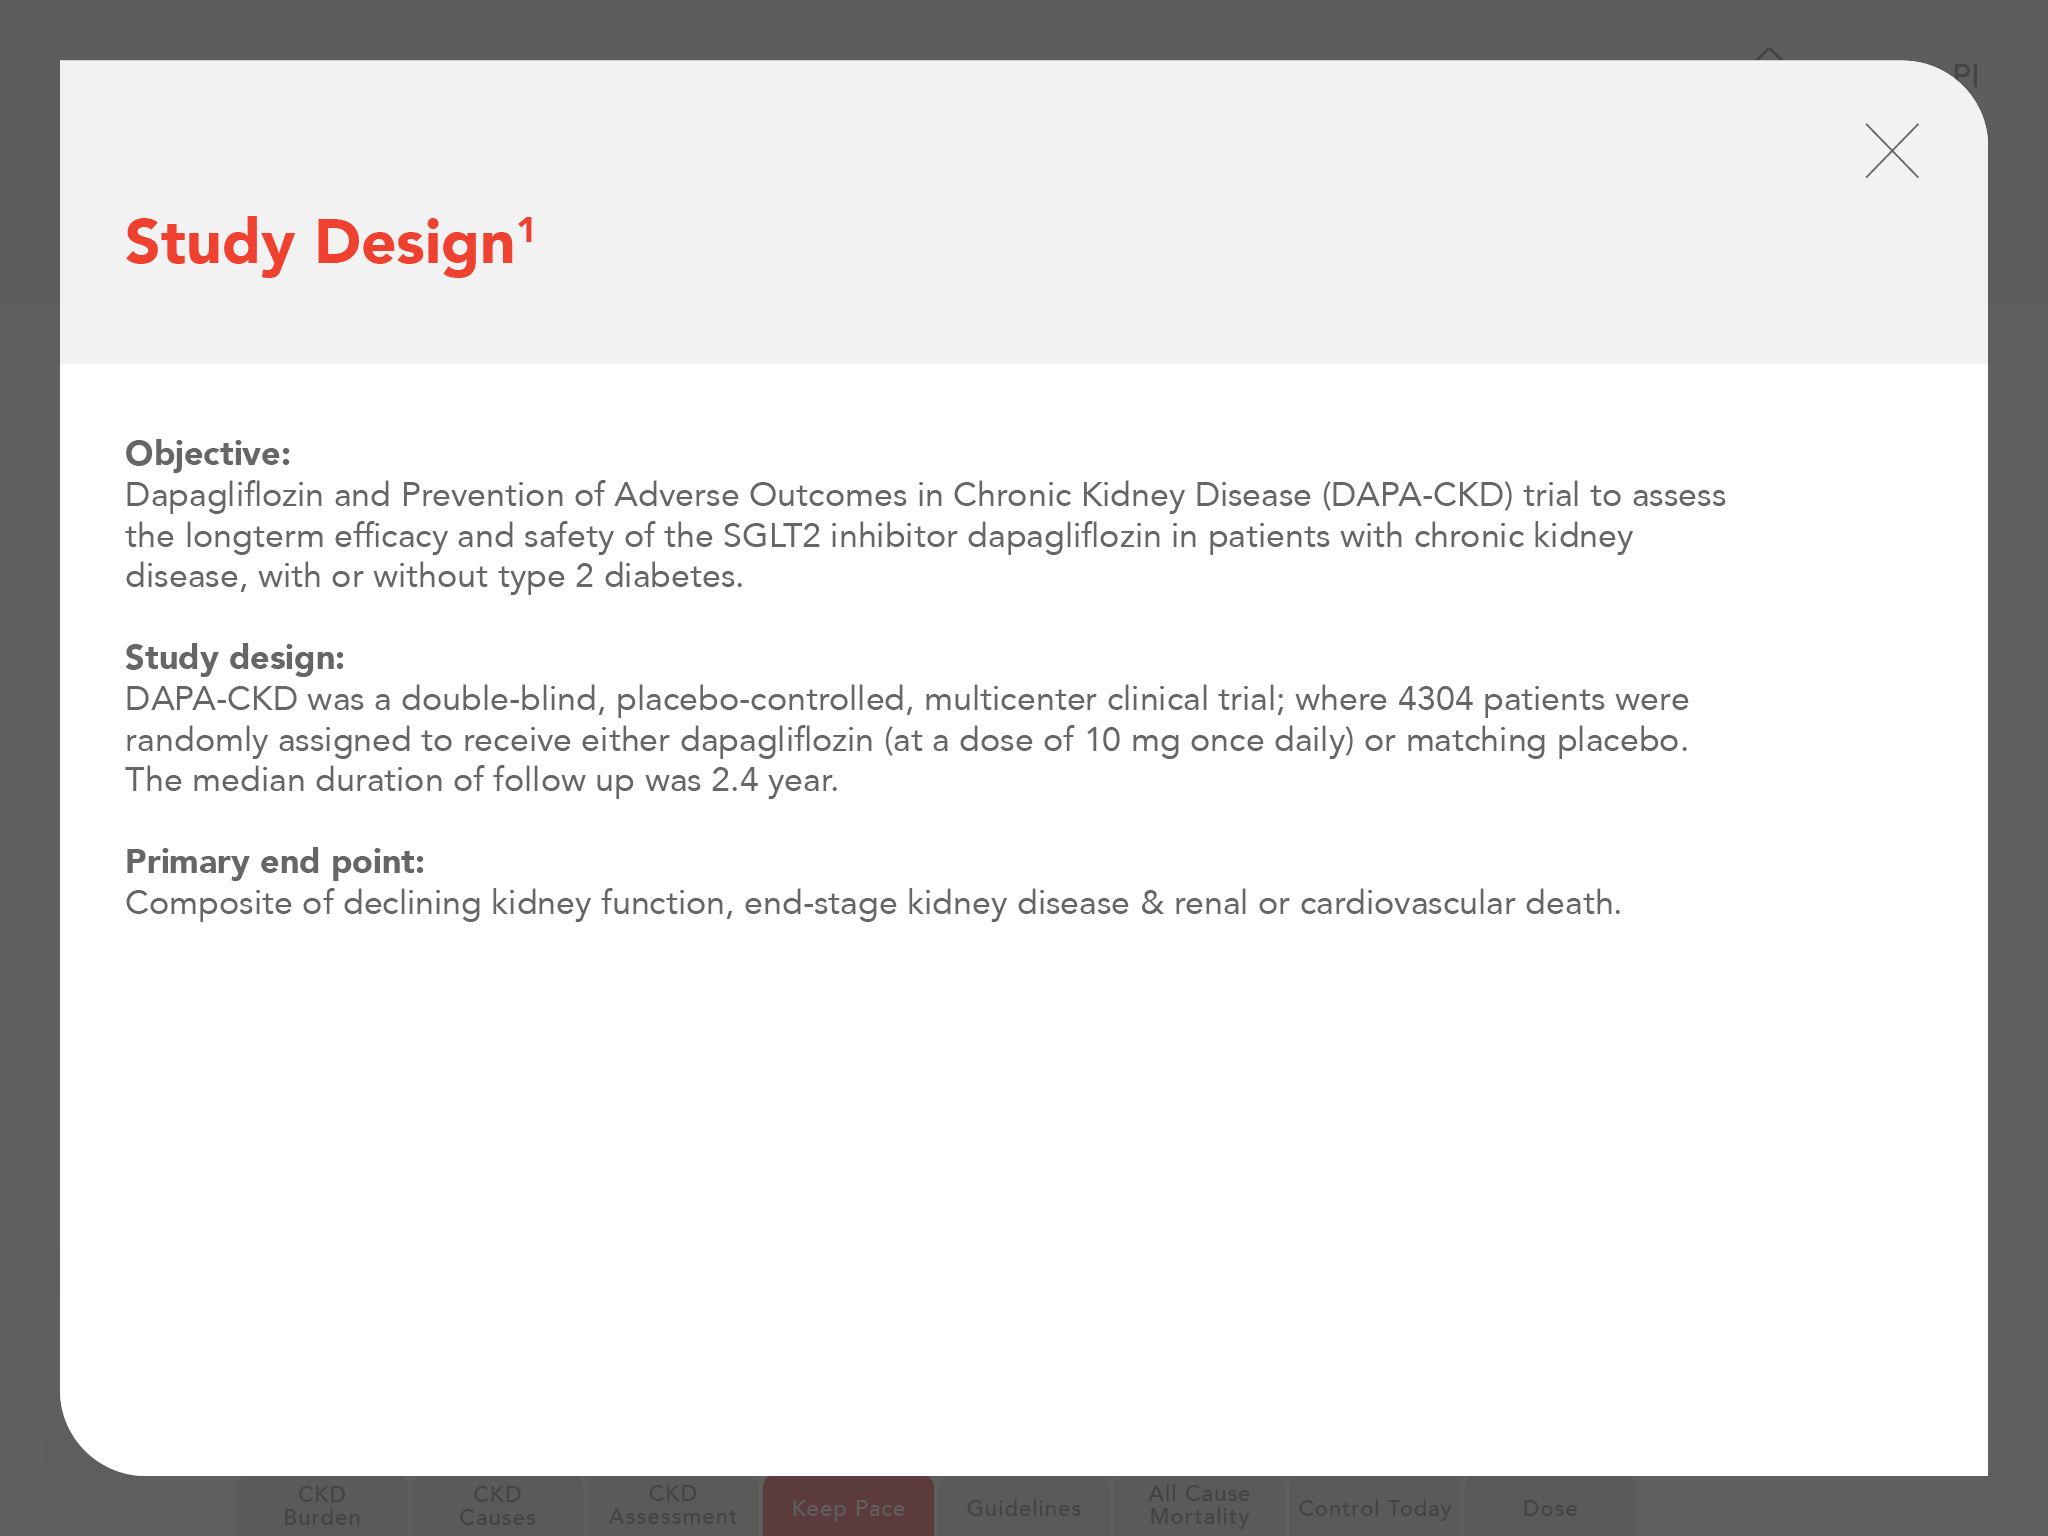 PI
Study Design¹
Objective:
Dapagliflozin and Prevention of Adverse Outcomes in Chronic Kidney Disease (DAPA-CKD) trial to assess
the longterm efficacy and safety of the SGLT2 inhibitor dapagliflozin in patients with chronic kidney
disease, with or without type 2 diabetes.
Study design:
DAPA-CKD was a double-blind, placebo-controlled, multicenter clinical trial; where 4304 patients were
randomly assigned to receive either dapagliflozin (at a dose of 10 mg once daily) or matching placebo.
The median duration of follow up was 2.4 year.
Primary end point:
Composite of declining kidney function, end-stage kidney disease & renal or cardiovascular death.
CKD
Burden
CKD
Causes
CKD
Assessment
Keep Pace
Guidelines
All Cause
Mortality
Control Today
Dose